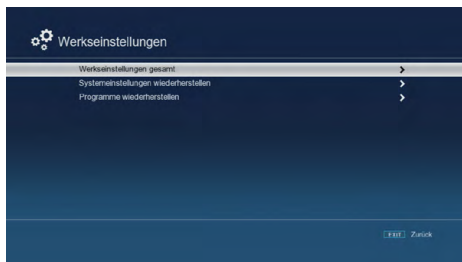 Werkseinstellungen
Werkseinstellungen gesamt
Systemeinstellungen wiederherstellen
Programme wiederherstellen
EXIT Zurück